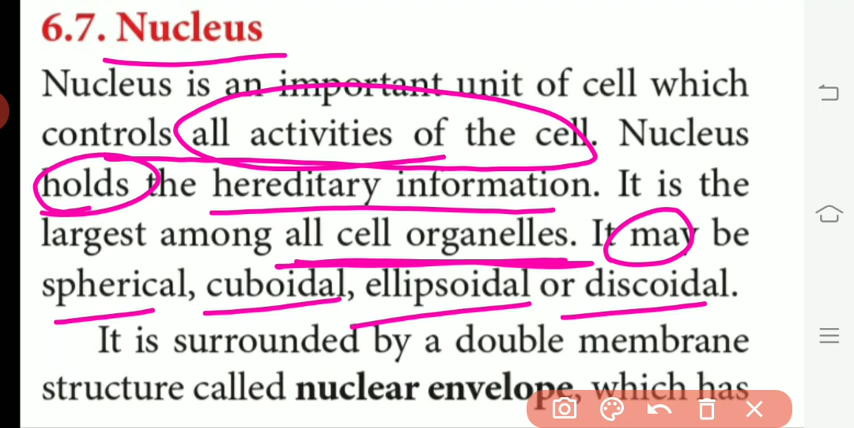 6.7. Nucleus
Nucleus is an important unit of cell which
controls all activities of the cell. Nucleus
holds the hereditary information. It is the
largest among all cell organelles. It may be
spherical, cuboidal, ellipsoidal or discoidal.
It is surrounded by a double membrane
structure called nuclear envelope, which has